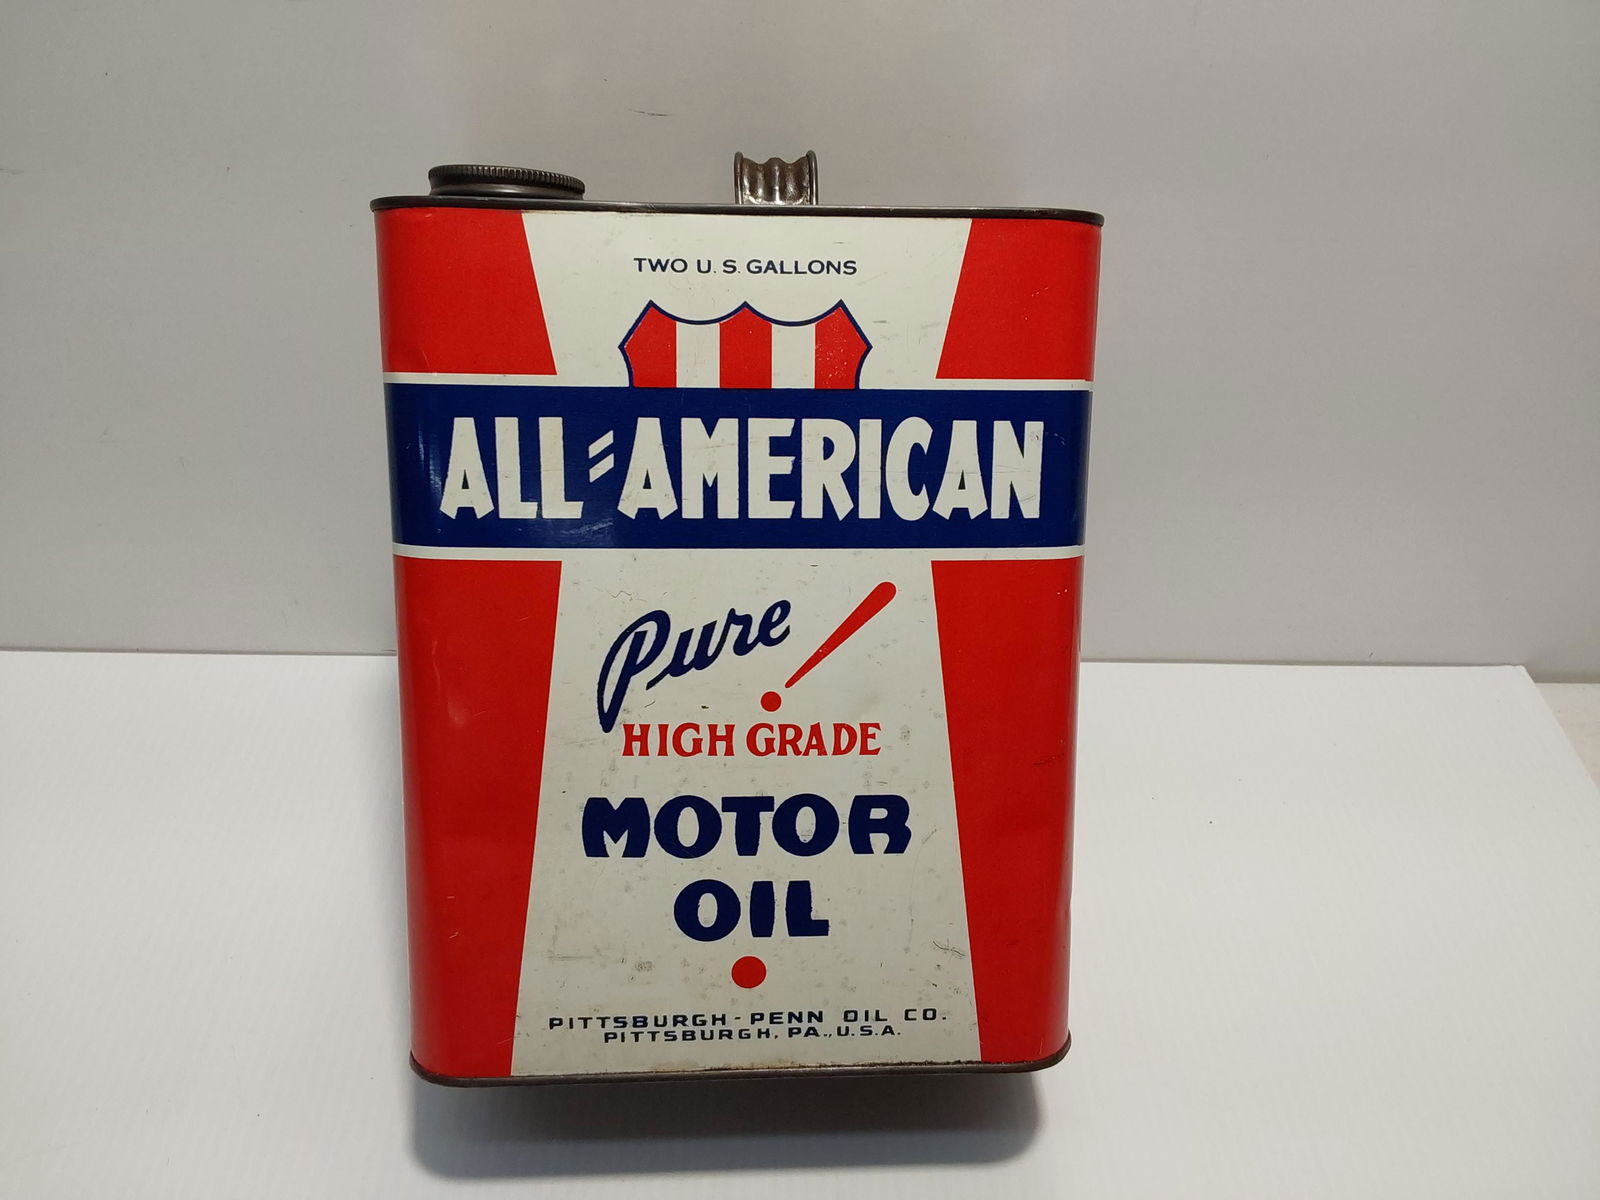 TWO U.S. GALLONS
ALL-AMERICAN
Pure!
HIGH GRADE
MOTOR
OIL
PITTSBURGH-PENN OIL CO.
PITTSBURGH, PA., U.S.A.